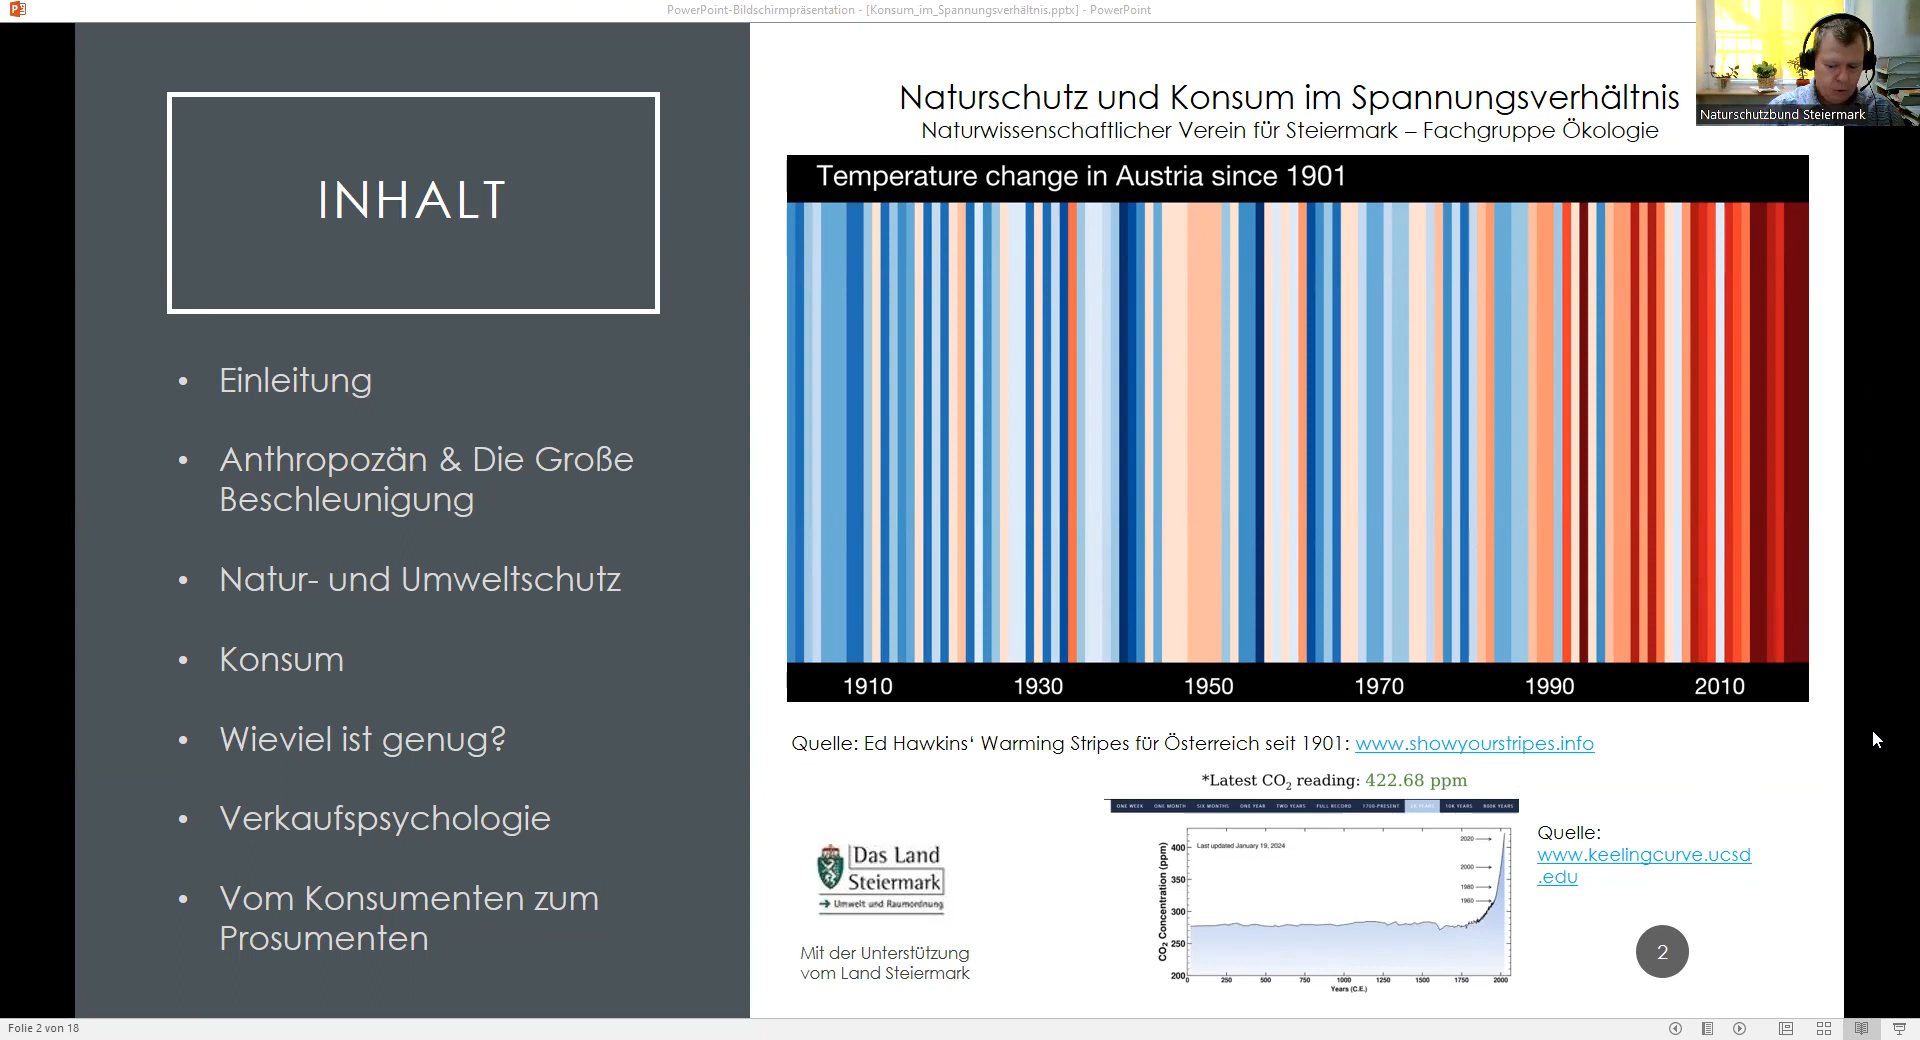 PowerPoint-Bildschirmpräsentation - [Konsum_im_Spannungsverhältnis.pptx] - PowerPoint
Naturschutzbund Steiermark
INHALT
• Einleitung
• Anthropozän & Die Große
Beschleunigung
• Natur- und Umweltschutz
• Konsum
• Wieviel ist genug?
• Verkaufspsychologie
• Vom Konsumenten zum
Prosumenten
Naturschutz und Konsum im Spannungsverhältnis
Naturwissenschaftlicher Verein für Steiermark – Fachgruppe Ökologie
Temperature change in Austria since 1901
1910 1930 1950 1970 1990 2010
Quelle: Ed Hawkins‘ Warming Stripes für Österreich seit 1901: www.showyourstripes.info
*Latest CO₂ reading: 422.68 ppm
ONE WEEK ONE MONTH SIX MONTHS ONE YEAR TWO YEARS FULL RECORD 1700-PRESENT 10K YEARS 800K YEARS
Last updated January 19, 2024
2020
2000
1980
1960
CO₂ Concentration (ppm)
400
350
300
250
200
0 250 500 750 1000 1250 1500 1750 2000
Years (C.E.)
Quelle:
www.keelingcurve.ucsd
.edu
Das Land
Steiermark
Umwelt und Raumordnung
Mit der Unterstützung
vom Land Steiermark
2
Folie 2 von 18